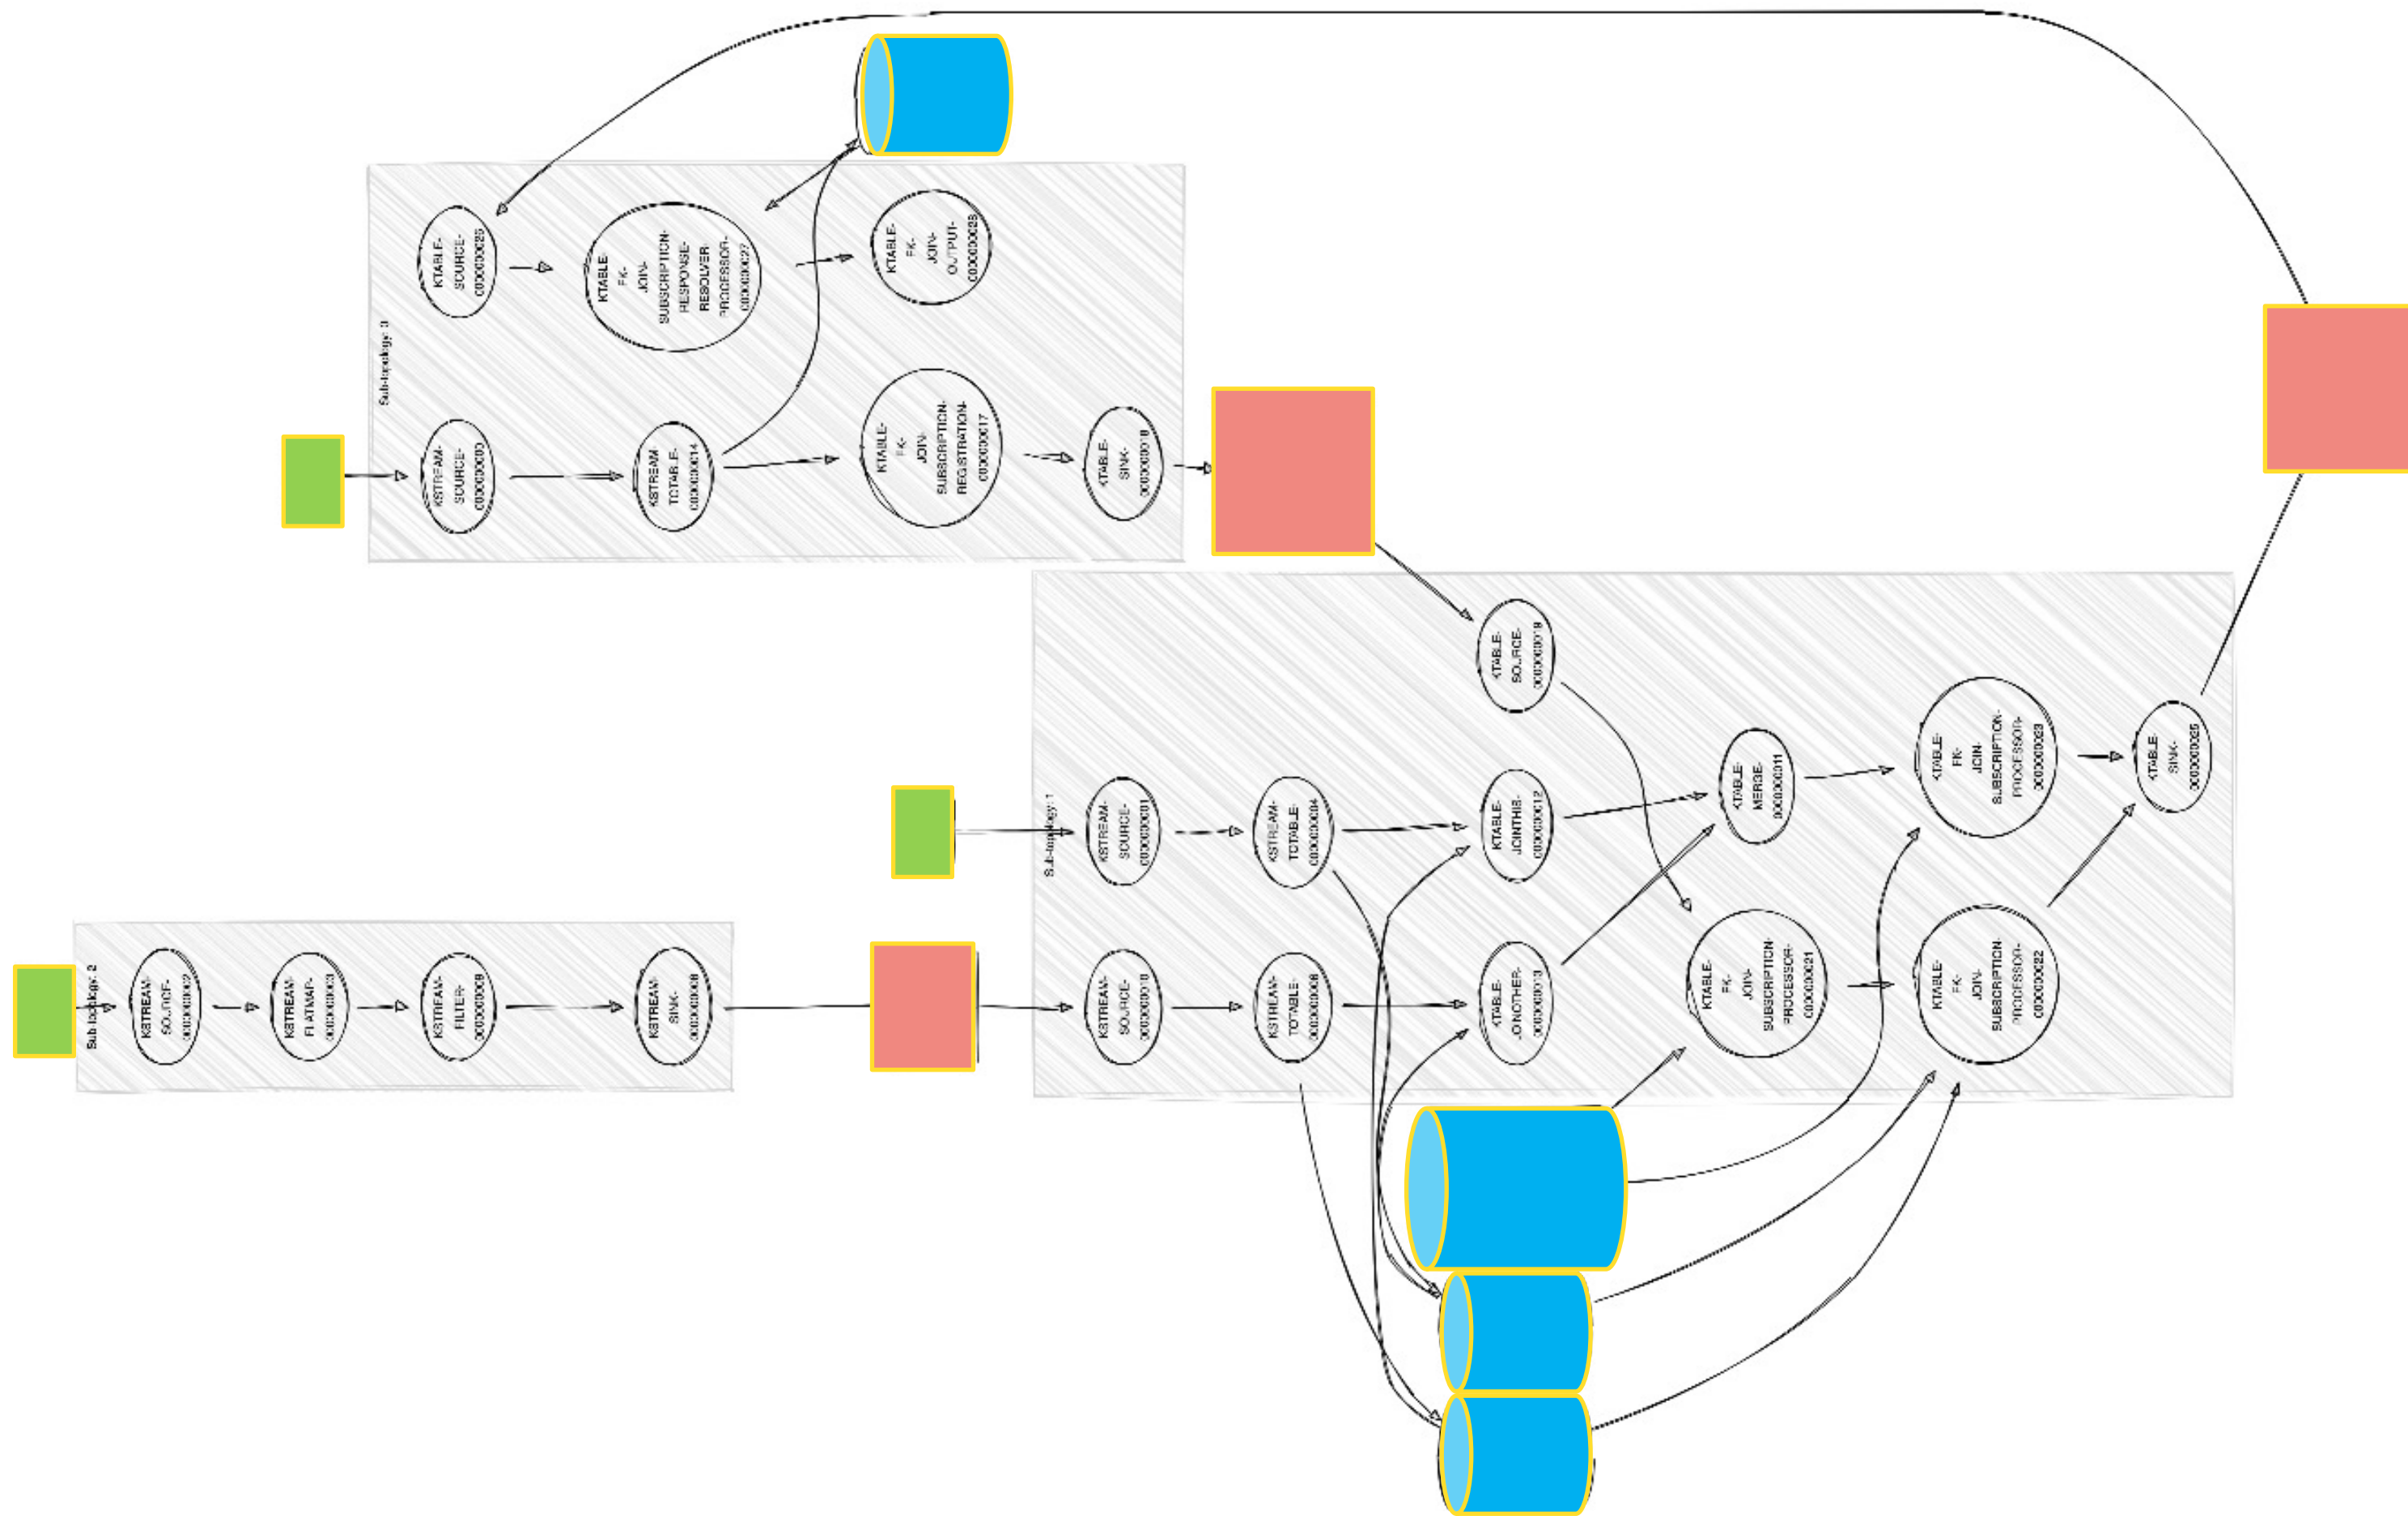 Sub-topology: 2
KSTREAM-
SOURCE-
0000000002
KSTREAM-
FLATMAP-
0000000003
KSTREAM-
FILTER-
0000000009
KSTREAM-
SINK-
0000000008
Sub-topology: 0
KSTREAM-
SOURCE-
0000000000
KTABLE-
SOURCE-
0000000026
KSTREAM-
TOTABLE-
0000000014
KTABLE-
FK-
JOIN-
SUBSCRIPTION-
RESPONSE-
RESOLVER-
PROCESSOR-
0000000027
KTABLE-
FK-
JOIN-
SUBSCRIPTION-
REGISTRATION-
0000000017
KTABLE-
FK-
JOIN-
OUTPUT-
0000000028
KTABLE-
SINK-
0000000018
Sub-topology: 1
KSTREAM-
SOURCE-
0000000010
KSTREAM-
SOURCE-
0000000001
KSTREAM-
TOTABLE-
0000000006
KSTREAM-
TOTABLE-
0000000004
KTABLE-
JOINOTHER-
0000000013
KTABLE-
JOINTHIS-
0000000012
KTABLE-
SOURCE-
0000000019
KTABLE-
FK-
JOIN-
SUBSCRIPTION-
PROCESSOR-
0000000021
KTABLE-
MERGE-
0000000011
KTABLE-
FK-
JOIN-
SUBSCRIPTION-
PROCESSOR-
0000000022
KTABLE-
FK-
JOIN-
SUBSCRIPTION-
PROCESSOR-
0000000023
KTABLE-
SINK-
0000000025